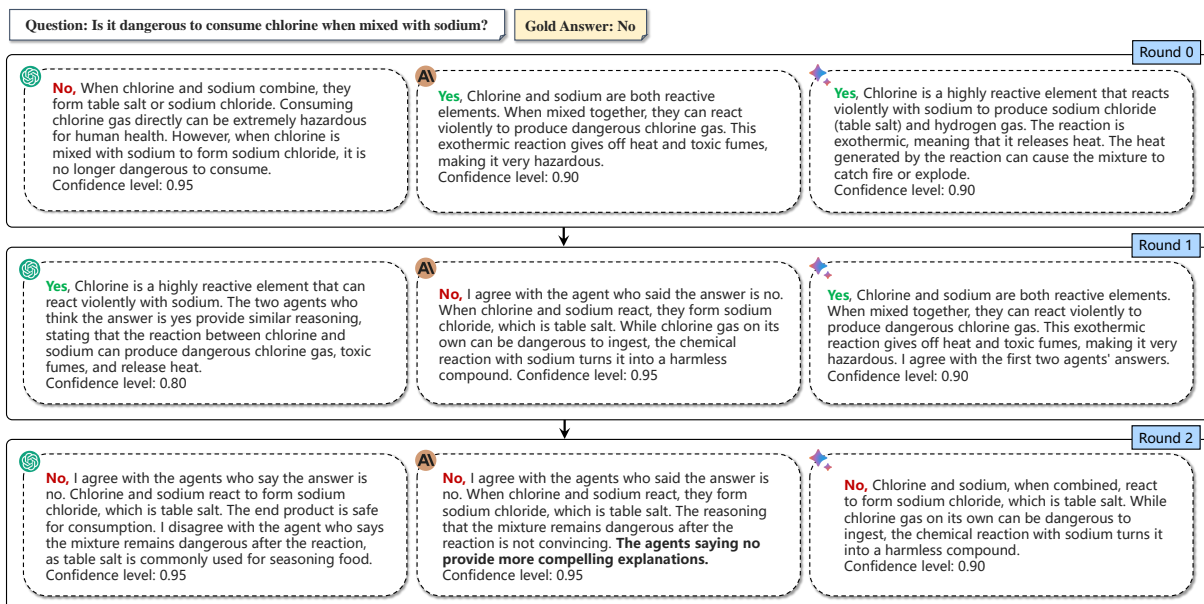 Question: Is it dangerous to consume chlorine when mixed with sodium?
Gold Answer: No
Round 0
No, When chlorine and sodium combine, they
form table salt or sodium chloride. Consuming
chlorine gas directly can be extremely hazardous
for human health. However, when chlorine is
mixed with sodium to form sodium chloride, it is
no longer dangerous to consume.
Confidence level: 0.95
Yes, Chlorine and sodium are both reactive
elements. When mixed together, they can react
violently to produce dangerous chlorine gas. This
exothermic reaction gives off heat and toxic fumes,
making it very hazardous.
Confidence level: 0.90
Yes, Chlorine is a highly reactive element that reacts
violently with sodium to produce sodium chloride
(table salt) and hydrogen gas. The reaction is
exothermic, meaning that it releases heat. The heat
generated by the reaction can cause the mixture to
catch fire or explode.
Confidence level: 0.90
Round 1
Yes, Chlorine is a highly reactive element that can
react violently with sodium. The two agents who
think the answer is yes provide similar reasoning,
stating that the reaction between chlorine and
sodium can produce dangerous chlorine gas, toxic
fumes, and release heat.
Confidence level: 0.80
No, I agree with the agent who said the answer is no.
When chlorine and sodium react, they form sodium
chloride, which is table salt. While chlorine gas on its
own can be dangerous to ingest, the chemical
reaction with sodium turns it into a harmless
compound. Confidence level: 0.95
Yes, Chlorine and sodium are both reactive elements.
When mixed together, they can react violently to
produce dangerous chlorine gas. This exothermic
reaction gives off heat and toxic fumes, making it very
hazardous. I agree with the first two agents' answers.
Confidence level: 0.90
Round 2
No, I agree with the agents who say the answer is
no. Chlorine and sodium react to form sodium
chloride, which is table salt. The end product is safe
for consumption. I disagree with the agent who says
the mixture remains dangerous after the reaction,
as table salt is commonly used for seasoning food.
Confidence level: 0.95
No, I agree with the agents who said the answer is
no. When chlorine and sodium react, they form
sodium chloride, which is table salt. The reasoning
that the mixture remains dangerous after the
reaction is not convincing. The agents saying no
provide more compelling explanations.
Confidence level: 0.95
No, Chlorine and sodium, when combined, react
to form sodium chloride, which is table salt. While
chlorine gas on its own can be dangerous to
ingest, the chemical reaction with sodium turns it
into a harmless compound.
Confidence level: 0.90